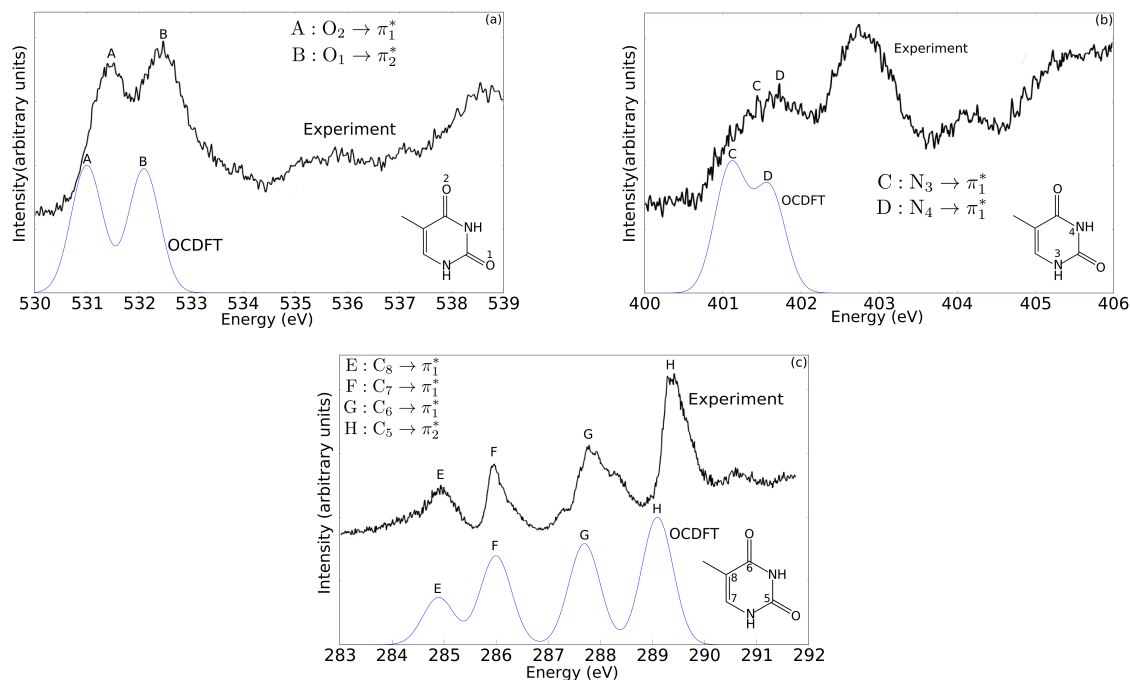 (a)
A : O₂ → π₁*
B : O₁ → π₂*
A
B
Experiment
A
B
OCDFT
2
O
NH
N
H
1
O
Intensity(arbitrary units)
530 531 532 533 534 535 536 537 538 539
Energy (eV)
(b)
Experiment
C
D
C
D
OCDFT
C : N₃ → π₁*
D : N₄ → π₁*
O
4
NH
3
N
H
O
Intensity(arbitrary units)
400 401 402 403 404 405 406
Energy (eV)
(c)
E : C₈ → π₁*
F : C₇ → π₁*
G : C₆ → π₁*
H : C₅ → π₂*
E
F
G
H
Experiment
E
F
G
H
OCDFT
O
6
8
NH
7
5
N
H
O
Intensity (arbitrary units)
283 284 285 286 287 288 289 290 291 292
Energy (eV)